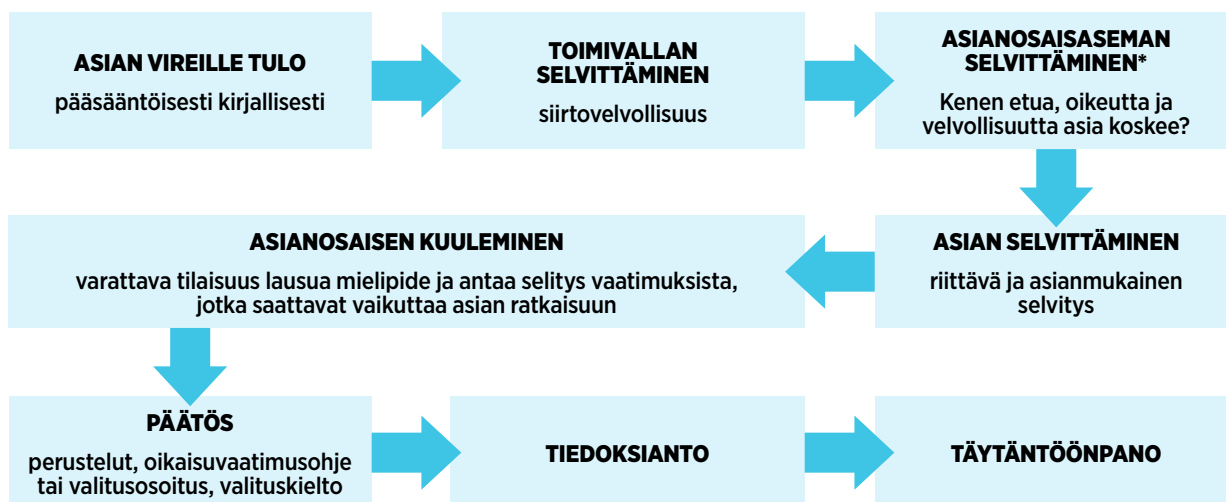 ASIAN VIREILLE TULO
pääsääntöisesti kirjallisesti
TOIMIVALLAN
SELVITTÄMINEN
siirtovelvollisuus
ASIANOSAISASEMAN
SELVITTÄMINEN*
Kenen etua, oikeutta ja
velvollisuutta asia koskee?
ASIAN SELVITTÄMINEN
riittävä ja asianmukainen
selvitys
ASIANOSAISEN KUULEMINEN
varattava tilaisuus lausua mielipide ja antaa selitys vaatimuksista,
jotka saattavat vaikuttaa asian ratkaisuun
PÄÄTÖS
perustelut, oikaisuvaatimusohje
tai valitusosoitus, valituskielto
TIEDOKSIANTO
TÄYTÄNTÖÖNPANO